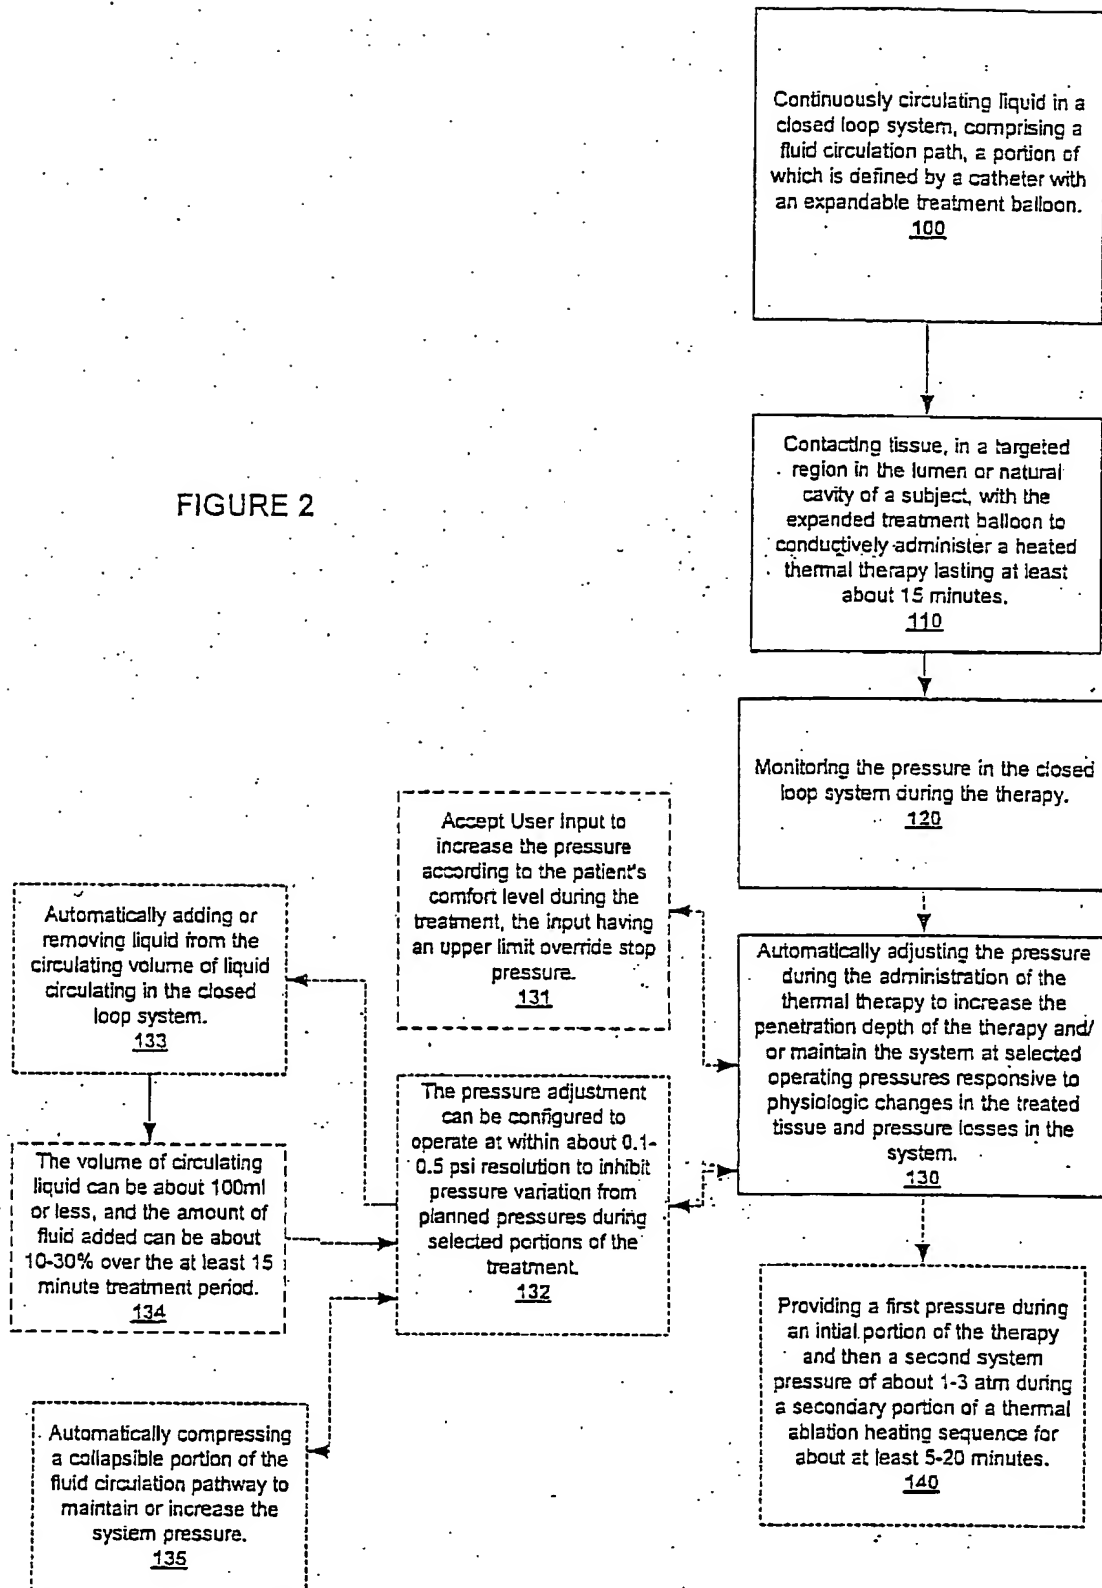 Continuously circulating liquid in a
closed loop system, comprising a
fluid circulation path, a portion of
which is defined by a catheter with
an expandable treatment balloon.
100
Contacting tissue, in a targeted
region in the lumen or natural
cavity of a subject, with the
expanded treatment balloon to
conductively administer a heated
thermal therapy lasting at least
about 15 minutes.
110
FIGURE 2
Monitoring the pressure in the closed
loop system during the therapy.
120
Accept User Input to
increase the pressure
according to the patient's
comfort level during the
treatment, the input having
an upper limit override stop
pressure.
131
Automatically adding or
removing liquid from the
circulating volume of liquid
circulating in the closed
loop system.
133
Automatically adjusting the pressure
during the administration of the
thermal therapy to increase the
penetration depth of the therapy and/
or maintain the system at selected
operating pressures responsive to
physiologic changes in the treated
tissue and pressure losses in the
system.
130
The pressure adjustment
can be configured to
operate at within about 0.1-
0.5 psi resolution to inhibit
pressure variation from
planned pressures during
selected portions of the
treatment.
132
The volume of circulating
liquid can be about 100ml
or less, and the amount of
fluid added can be about
10-30% over the at least 15
minute treatment period.
134
Providing a first pressure during
an intial portion of the therapy
and then a second system
pressure of about 1-3 atm during
a secondary portion of a thermal
ablation heating sequence for
about at least 5-20 minutes.
140
Automatically compressing
a collapsible portion of the
fluid circulation pathway to
maintain or increase the
system pressure.
135